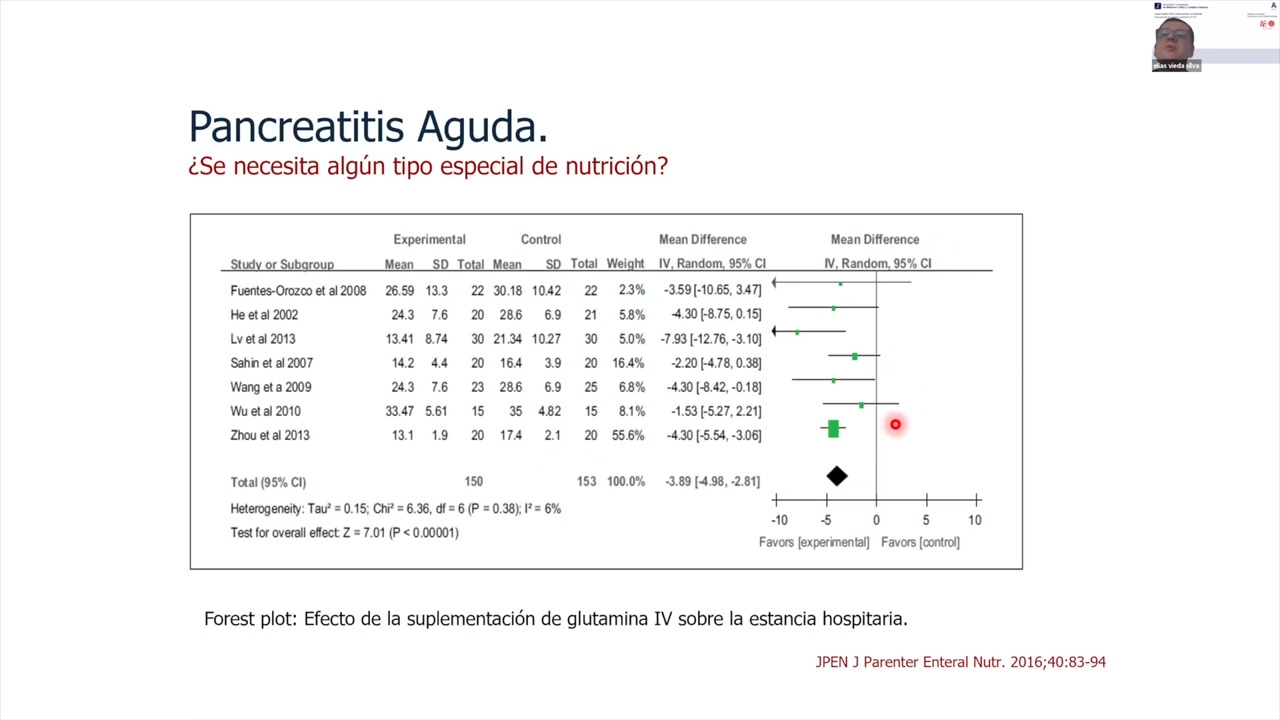 elias vieda silva
Pancreatitis Aguda.
¿Se necesita algún tipo especial de nutrición?
Experimental Control Mean Difference Mean Difference
Study or Subgroup Mean SD Total Mean SD Total Weight IV, Random, 95% CI IV, Random, 95% CI
Fuentes-Orozco et al 2008 26.59 13.3 22 30.18 10.42 22 2.3% -3.59 [-10.65, 3.47]
He et al 2002 24.3 7.6 20 28.6 6.9 21 5.8% -4.30 [-8.75, 0.15]
Lv et al 2013 13.41 8.74 30 21.34 10.27 30 5.0% -7.93 [-12.76, -3.10]
Sahin et al 2007 14.2 4.4 20 16.4 3.9 20 16.4% -2.20 [-4.78, 0.38]
Wang et a 2009 24.3 7.6 23 28.6 6.9 25 6.8% -4.30 [-8.42, -0.18]
Wu et al 2010 33.47 5.61 15 35 4.82 15 8.1% -1.53 [-5.27, 2.21]
Zhou et al 2013 13.1 1.9 20 17.4 2.1 20 55.6% -4.30 [-5.54, -3.06]
Total (95% CI) 150 153 100.0% -3.89 [-4.98, -2.81]
Heterogeneity: Tau² = 0.15; Chi² = 6.36, df = 6 (P = 0.38); I² = 6%
Test for overall effect: Z = 7.01 (P < 0.00001)
-10 -5 0 5 10
Favors [experimental] Favors [control]
Forest plot: Efecto de la suplementación de glutamina IV sobre la estancia hospitaria.
JPEN J Parenter Enteral Nutr. 2016;40:83-94